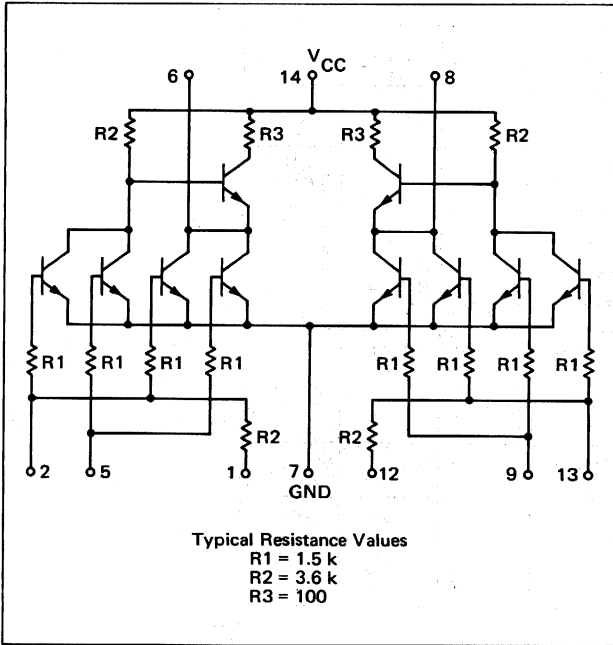 VCC
6 14 8
R2 R3 R3 R2
R1 R1 R1 R1 R1 R1 R1 R1
R2 R2
2 5 1 7 12 9 13
GND
Typical Resistance Values
R1 = 1.5 k
R2 = 3.6 k
R3 = 100